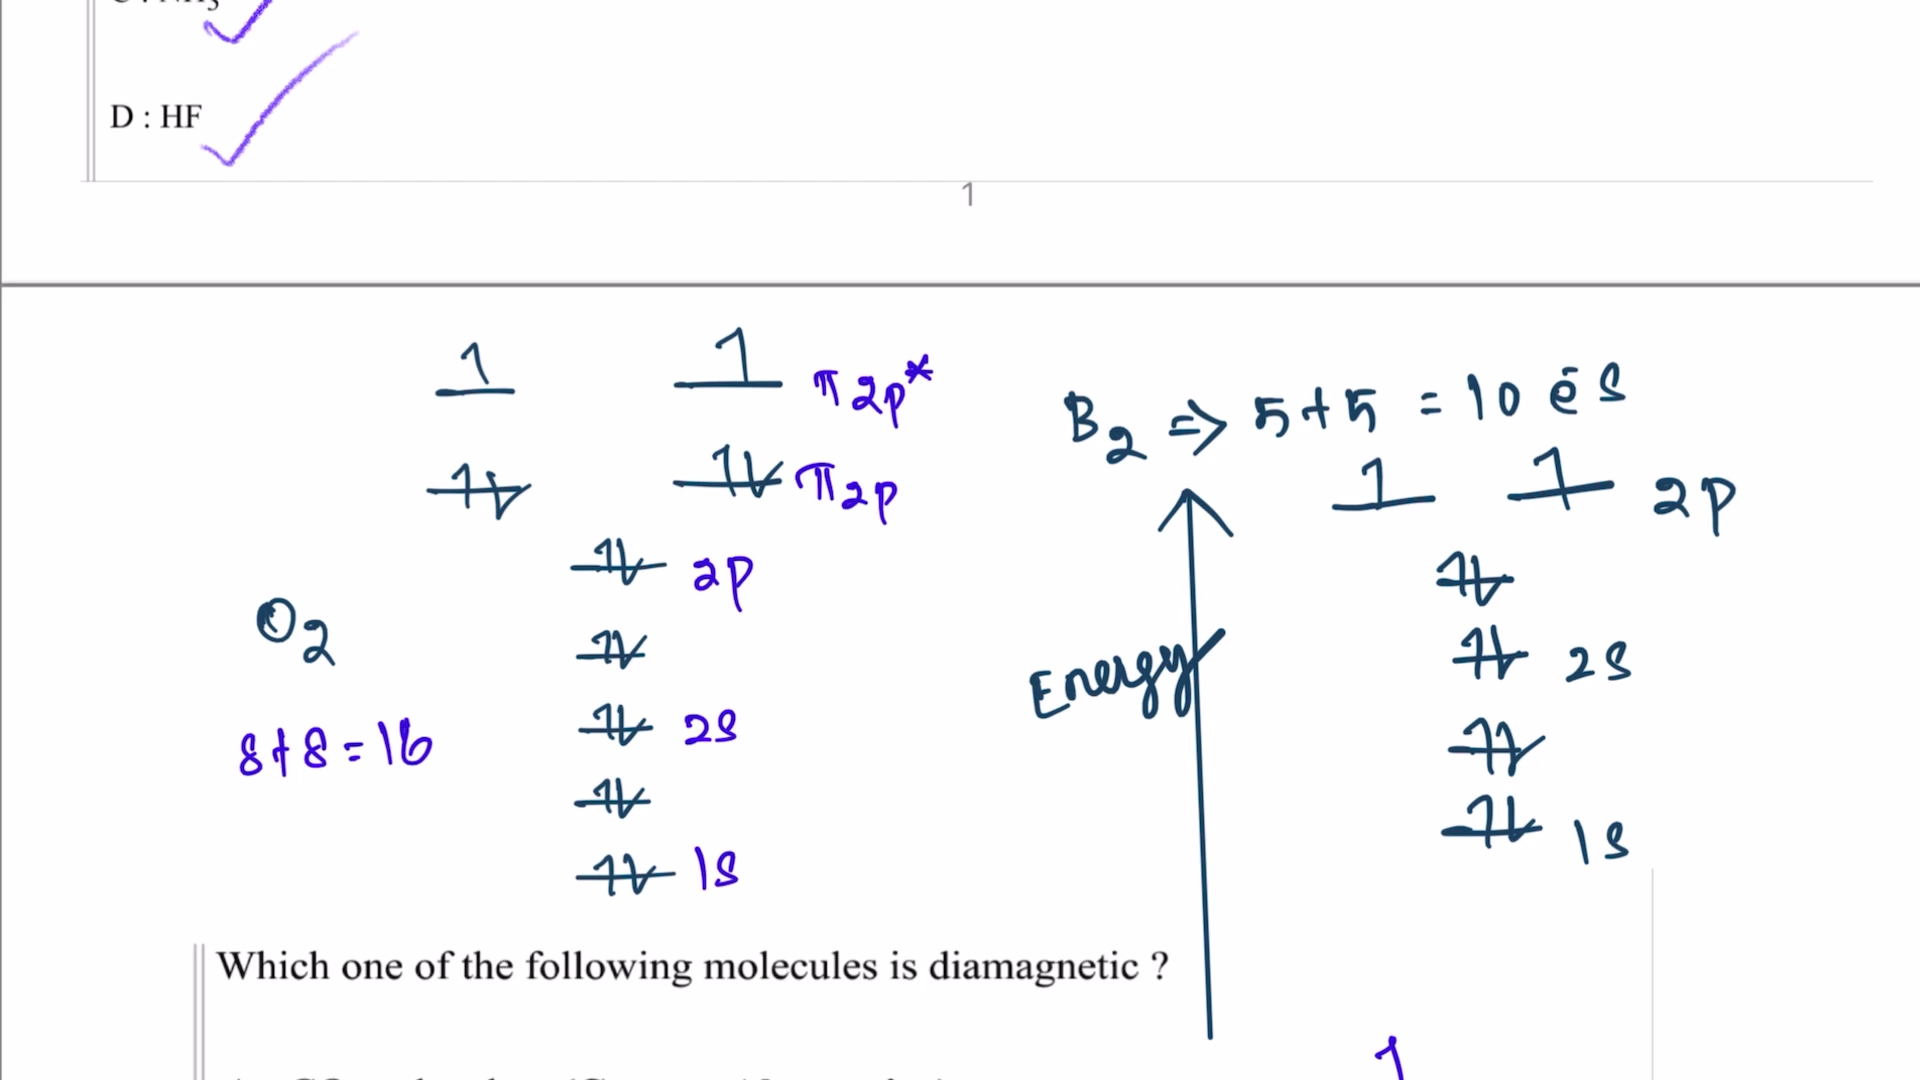 D : HF
1
π2p*
π2p
2p
2s
1s
O2
8+8=16
B2 => 5+5 = 10 ēs
2p
2s
1s
Energy
Which one of the following molecules is diamagnetic ?